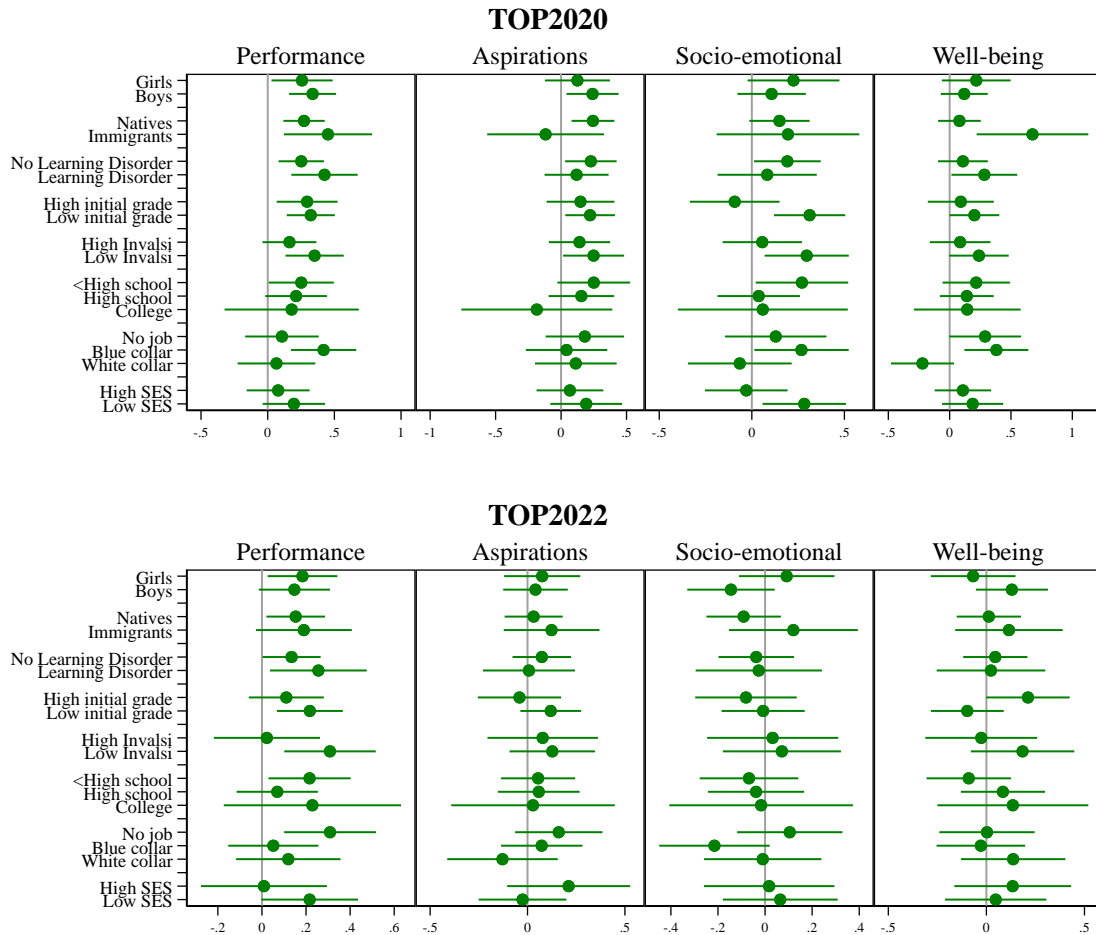 TOP2020
Performance Aspirations Socio-emotional Well-being
Girls
Boys
Natives
Immigrants
No Learning Disorder
Learning Disorder
High initial grade
Low initial grade
High Invalsi
Low Invalsi
<High school
High school
College
No job
Blue collar
White collar
High SES
Low SES
-.5 0 .5 1 -1 -.5 0 .5 -.5 0 .5 -.5 0 .5 1
TOP2022
Performance Aspirations Socio-emotional Well-being
Girls
Boys
Natives
Immigrants
No Learning Disorder
Learning Disorder
High initial grade
Low initial grade
High Invalsi
Low Invalsi
<High school
High school
College
No job
Blue collar
White collar
High SES
Low SES
-.2 0 .2 .4 .6 -.5 0 .5 -.4 -.2 0 .2 .4 -.5 0 .5